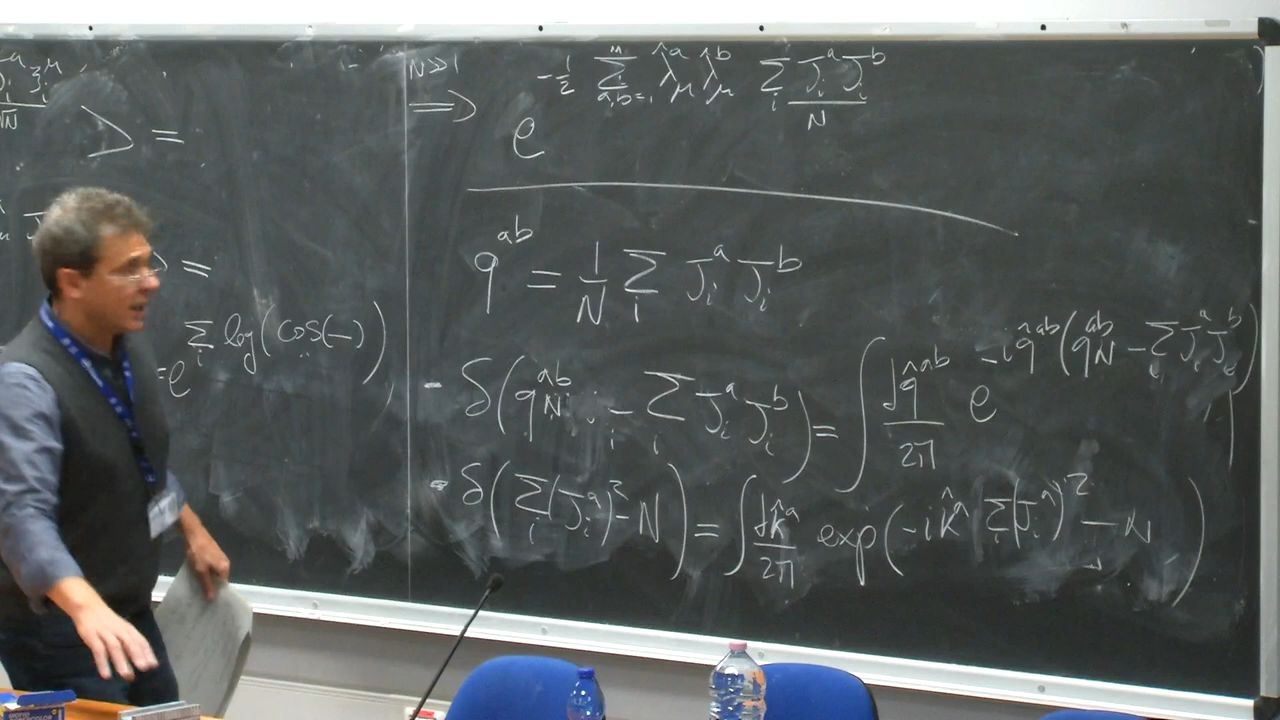 >=
N≫1 ⟹ e^{-1/2 Σ_{a,b=1}^{n} λ̂_μ^a λ̂_μ^b Σ_i J_i^a J_i^b / N}
>=
=e^{Σ_i log(cos(-))}
q^{ab} = 1/N Σ_i J_i^a J_i^b
- δ(q^{ab} N - Σ_i J_i^a J_i^b) = ∫ dq̂^{ab}/2π e^{-i q̂^{ab}(q^{ab} N - Σ_i J_i^a J_i^b)}
- δ(Σ_i (J_i^a)^2 - N) = ∫ dk̂^a/2π exp(-i k̂^a Σ_i (J_i^a)^2 - N)